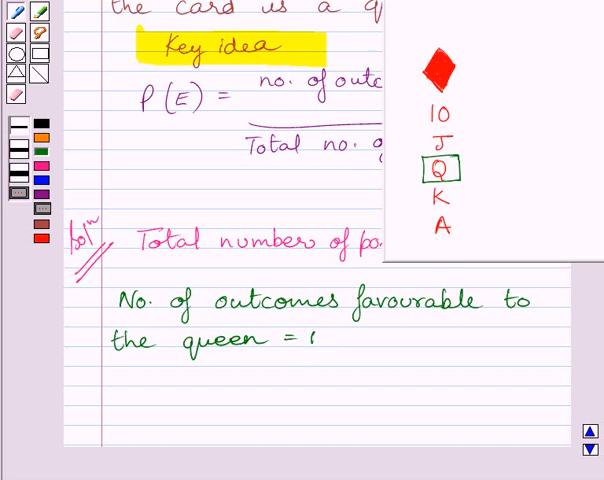 the card is a q
Key idea
P(E) = no. of outc
Total no. o
Solⁿ Total number of po
No. of outcomes favourable to
the queen = 1
10
J
Q
K
A